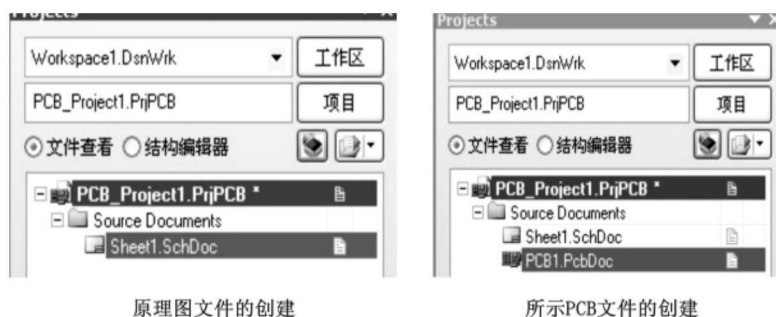 Projects
Workspace1.DsnWrk
工作区
PCB_Project1.PrjPCB
项目
文件查看
结构编辑器
PCB_Project1.PrjPCB *
Source Documents
Sheet1.SchDoc
原理图文件的创建
Projects
Workspace1.DsnWrk
工作区
PCB_Project1.PrjPCB
项目
文件查看
结构编辑器
PCB_Project1.PrjPCB *
Source Documents
Sheet1.SchDoc
PCB1.PcbDoc
所示PCB文件的创建